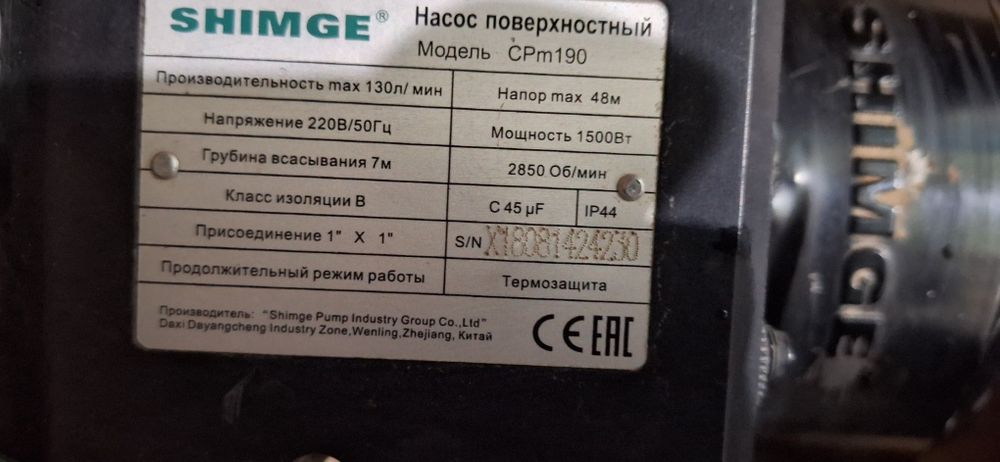 SHIMGE® Насос поверхностный
Модель CPm190
Производительность max 130л/ мин
Напор max 48м
Напряжение 220В/50Гц
Мощность 1500Вт
Грубина всасывания 7м
2850 Об/мин
Класс изоляции В
C 45 µF
IP44
Присоединение 1" X 1"
S/N X18081424230
Продолжительный режим работы
Термозащита
Производитель: "Shimge Pump Industry Group Co.,Ltd"
Daxi Dayangcheng Industry Zone,Wenling,Zhejiang, Китай
CE EAC
SHIMGE